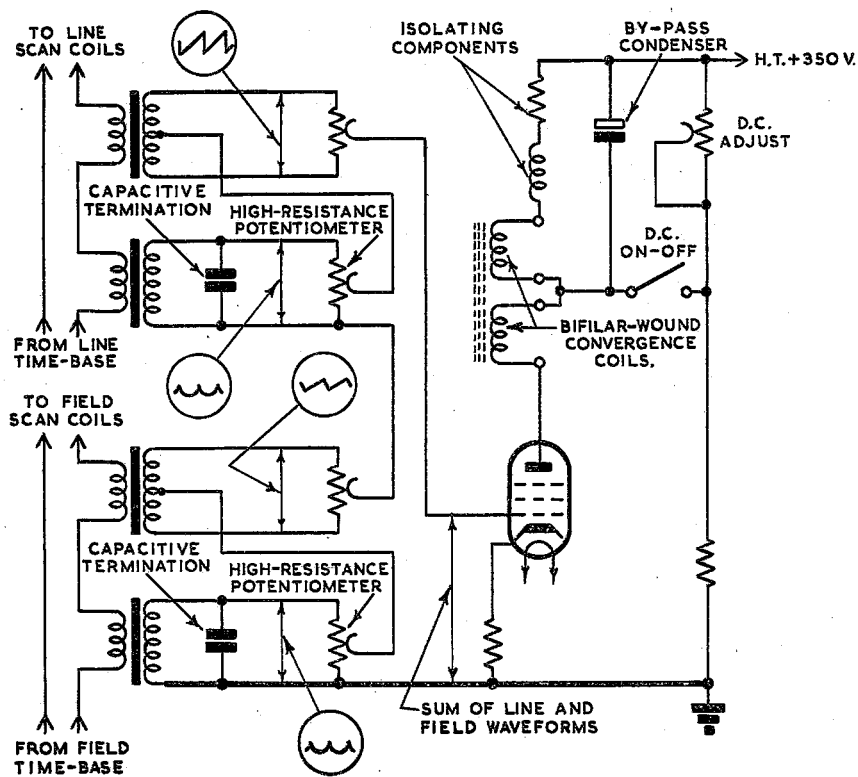 TO LINE
SCAN COILS
ISOLATING
COMPONENTS
BY-PASS
CONDENSER
H.T.+350 V.
D.C.
ADJUST
CAPACITIVE
TERMINATION
HIGH-RESISTANCE
POTENTIOMETER
D.C.
ON-OFF
FROM LINE
TIME-BASE
BIFILAR-WOUND
CONVERGENCE
COILS.
TO FIELD
SCAN COILS
CAPACITIVE
TERMINATION
HIGH-RESISTANCE
POTENTIOMETER
SUM OF LINE AND
FIELD WAVEFORMS
FROM FIELD
TIME-BASE